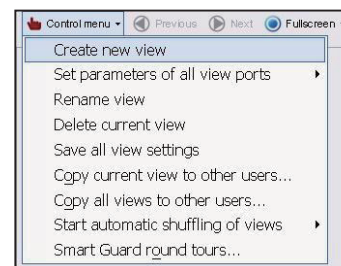 Control menu Previous Next Fullscreen
Create new view
Set parameters of all view ports
Rename view
Delete current view
Save all view settings
Copy current view to other users...
Copy all views to other users...
Start automatic shuffling of views
Smart Guard round tours...